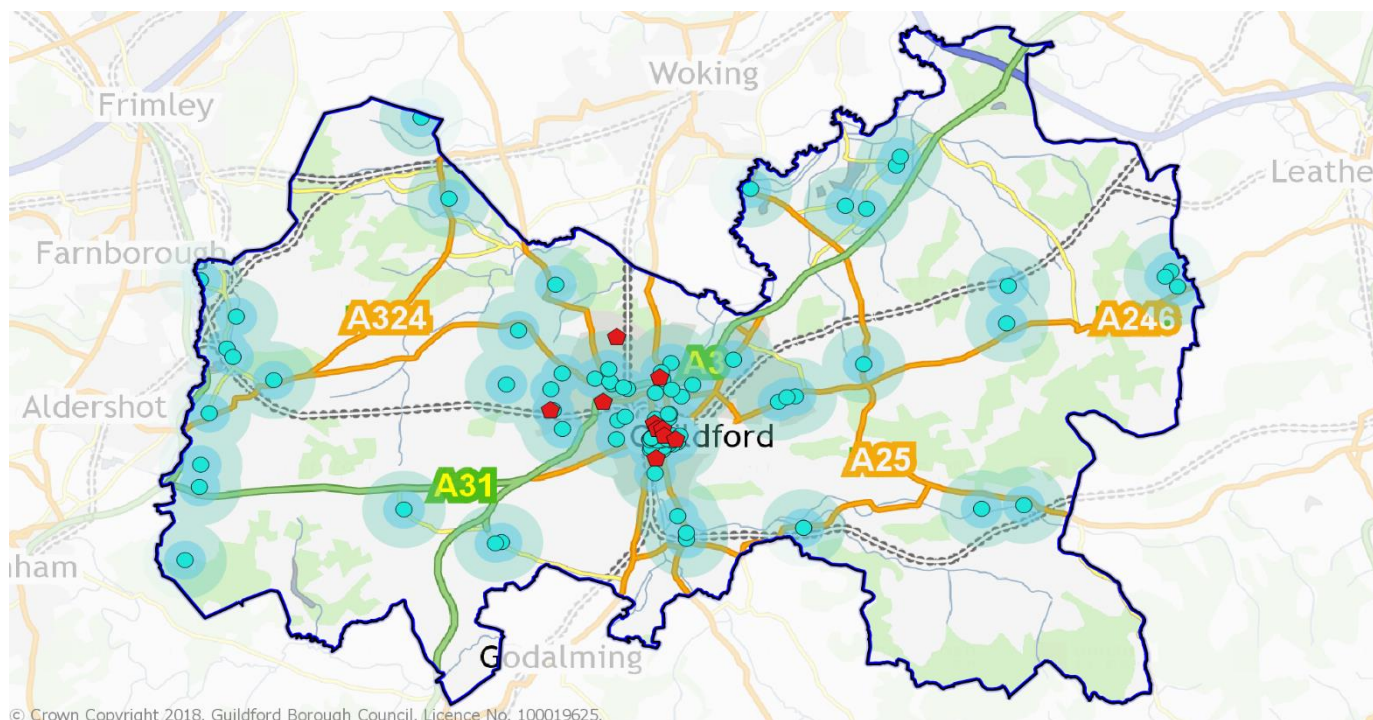 Woking
Frimley
Leathe
Farnborough
A324
A246
A3
Aldershot
Guildford
A25
A31
nham
Godalming
© Crown Copyright 2018. Guildford Borough Council. Licence No. 100019625.